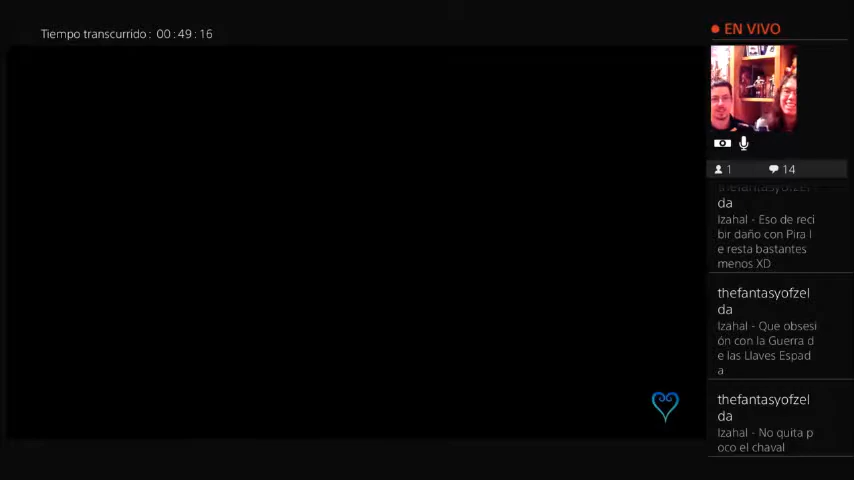 Tiempo transcurrido : 00:49:16
EN VIVO
1 14
thefantasyofzel
da
Izahal - Eso de reci
bir daño con Pira l
e resta bastantes
menos XD
thefantasyofzel
da
Izahal - Que obsesi
ón con la Guerra d
e las Llaves Espad
a
thefantasyofzel
da
Izahal - No quita p
oco el chaval